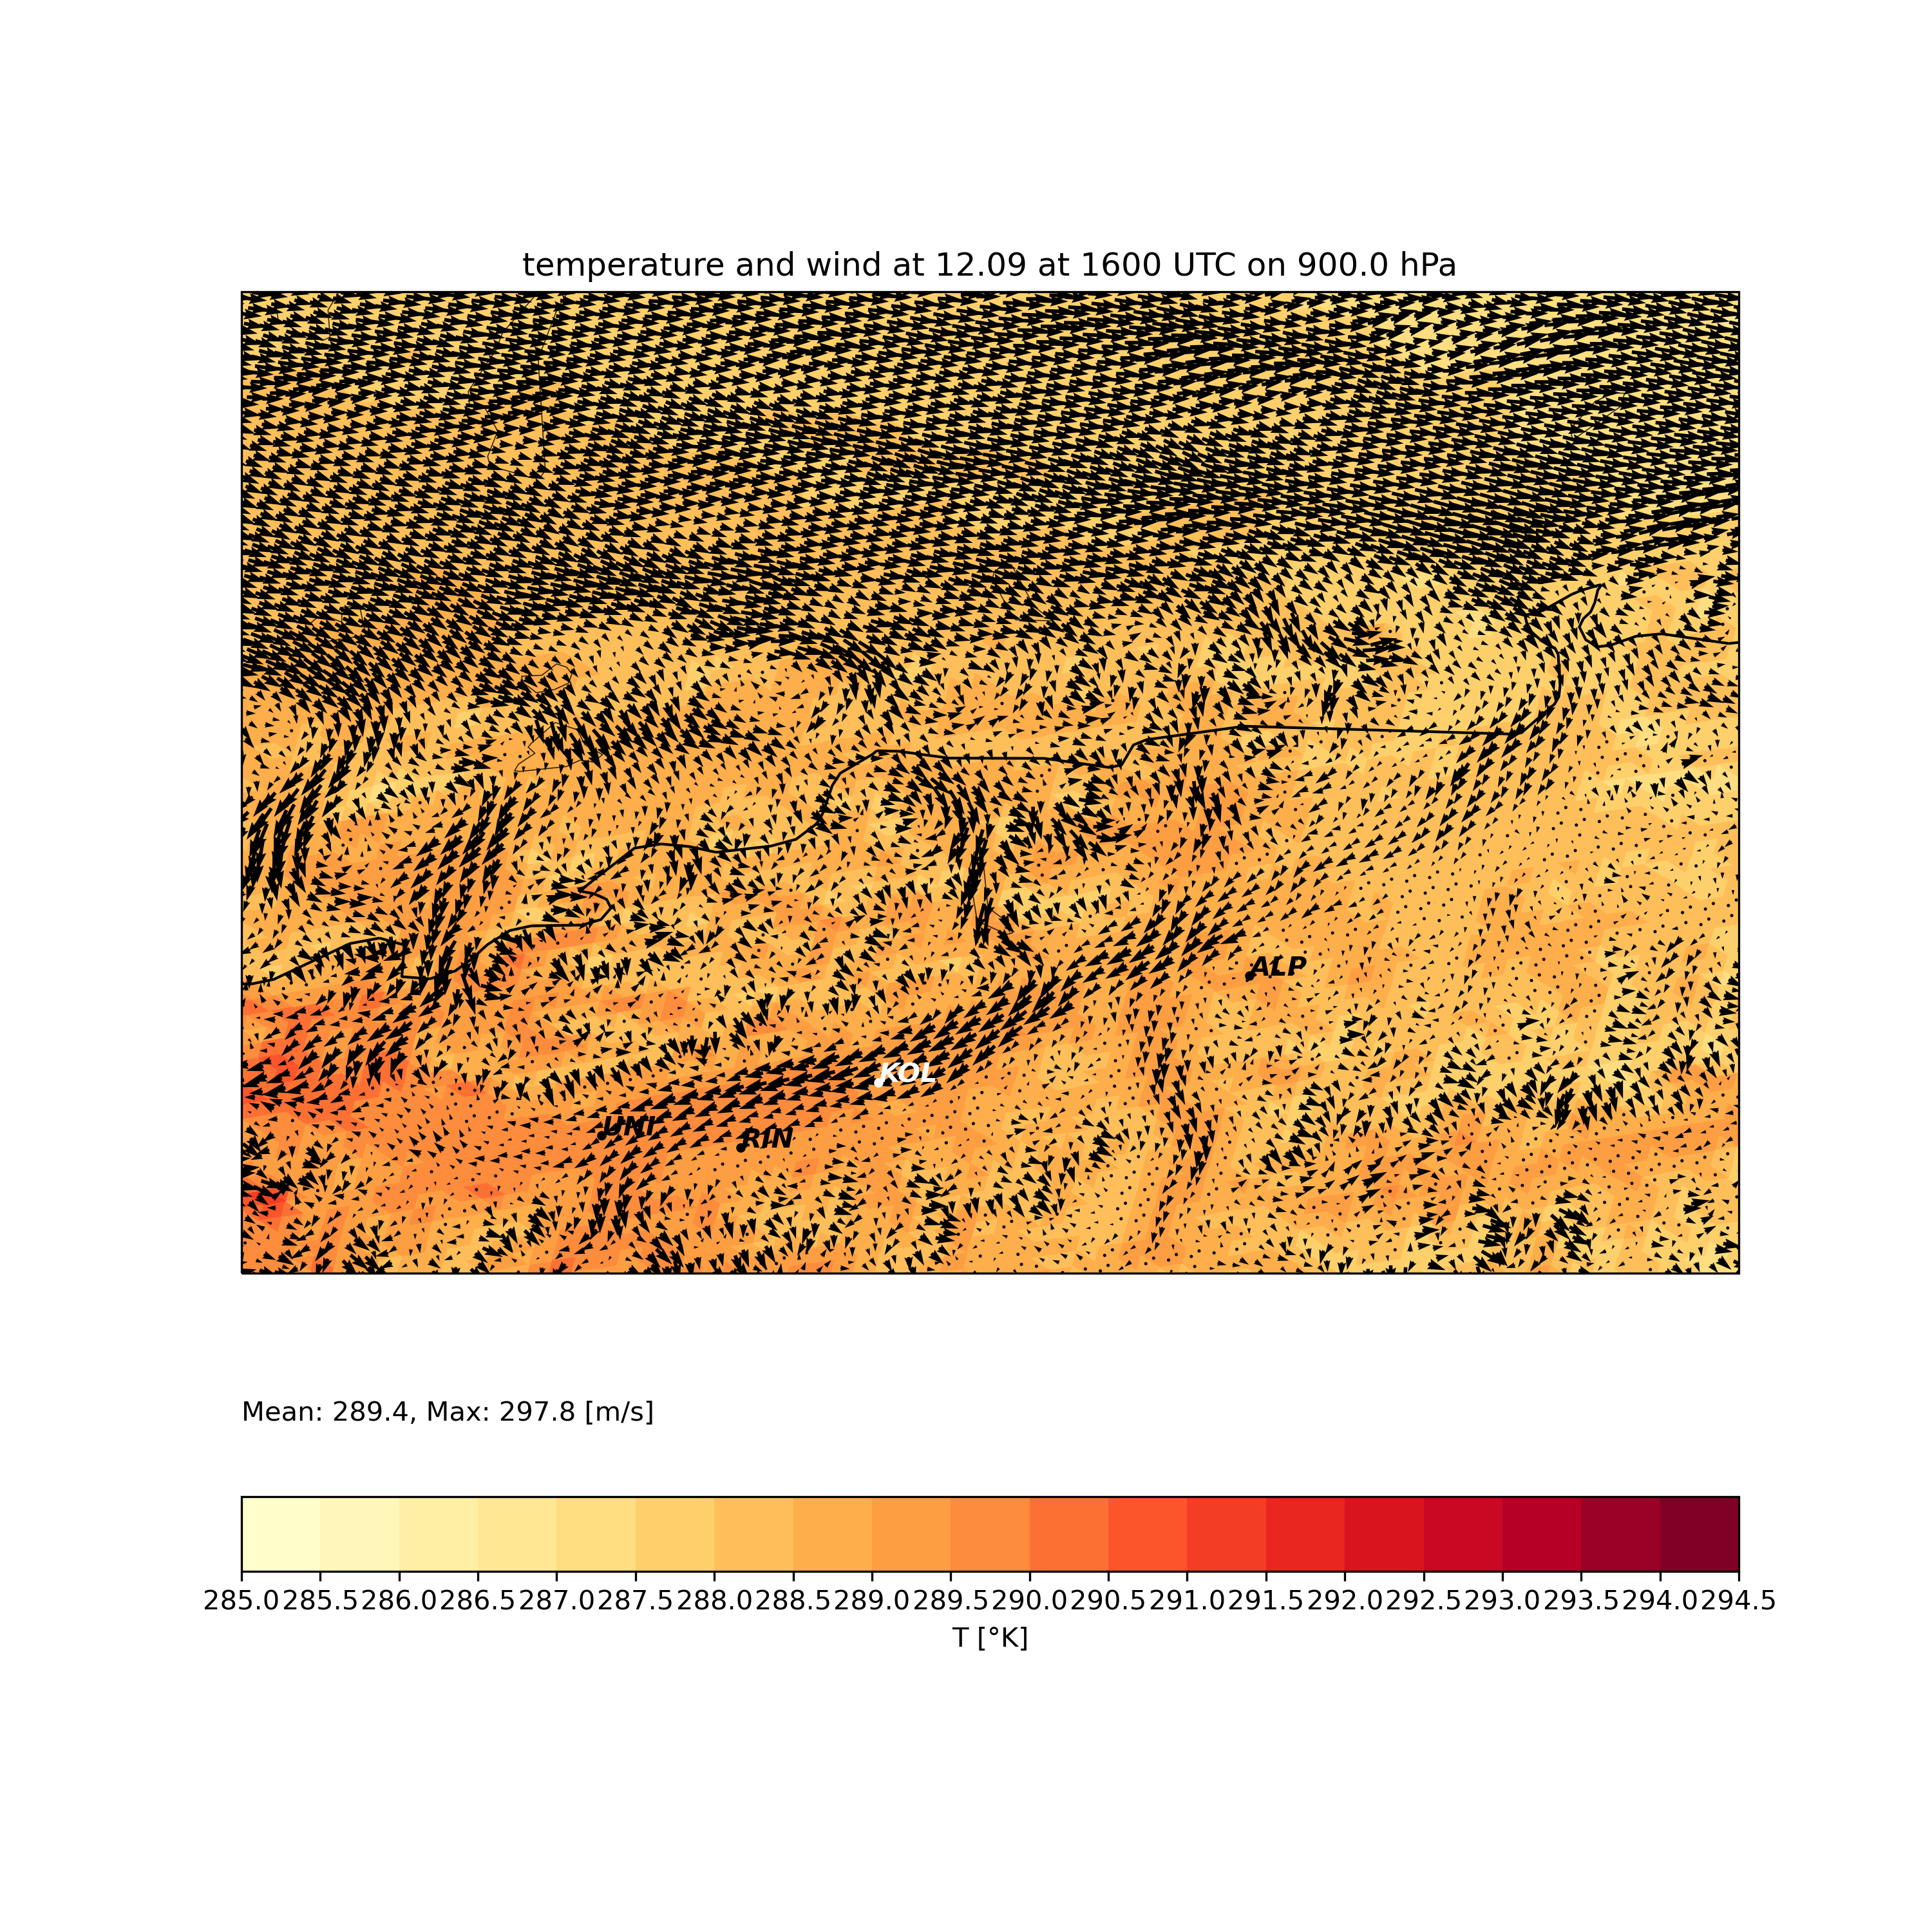 temperature and wind at 12.09 at 1600 UTC on 900.0 hPa
ALP
KOL
UNI
RIN
Mean: 289.4, Max: 297.8 [m/s]
285.0 285.5 286.0 286.5 287.0 287.5 288.0 288.5 289.0 289.5 290.0 290.5 291.0 291.5 292.0 292.5 293.0 293.5 294.0 294.5
T [°K]